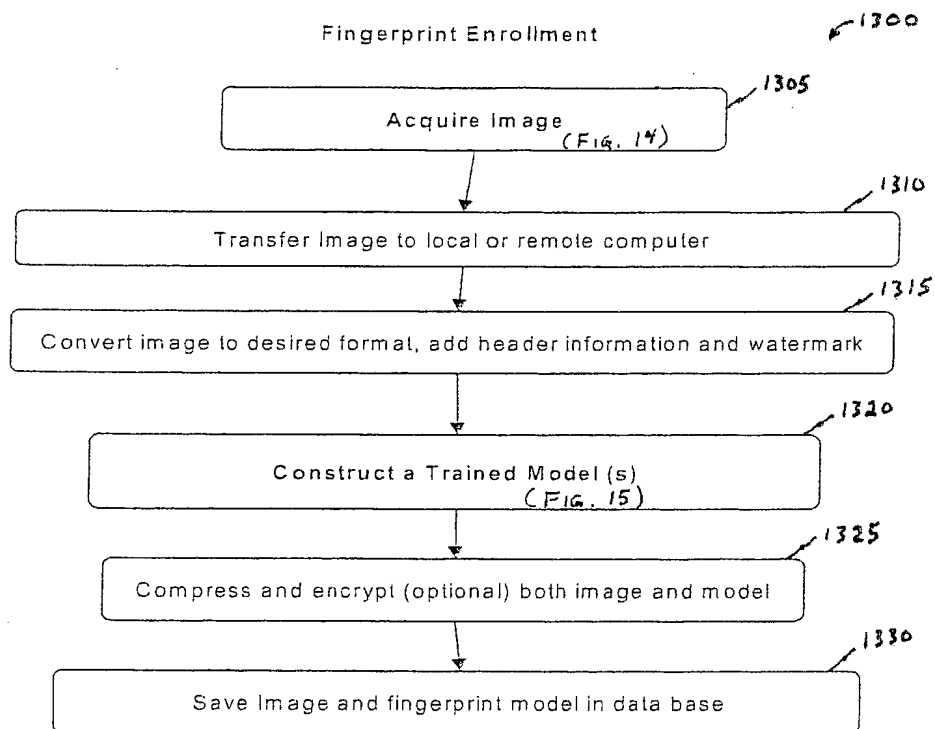 Fingerprint Enrollment
1300
1305
Acquire Image
(FIG. 14)
1310
Transfer Image to local or remote computer
1315
Convert image to desired format, add header information and watermark
1320
Construct a Trained Model (s)
(FIG. 15)
1325
Compress and encrypt (optional) both image and model
1330
Save Image and fingerprint model in data base